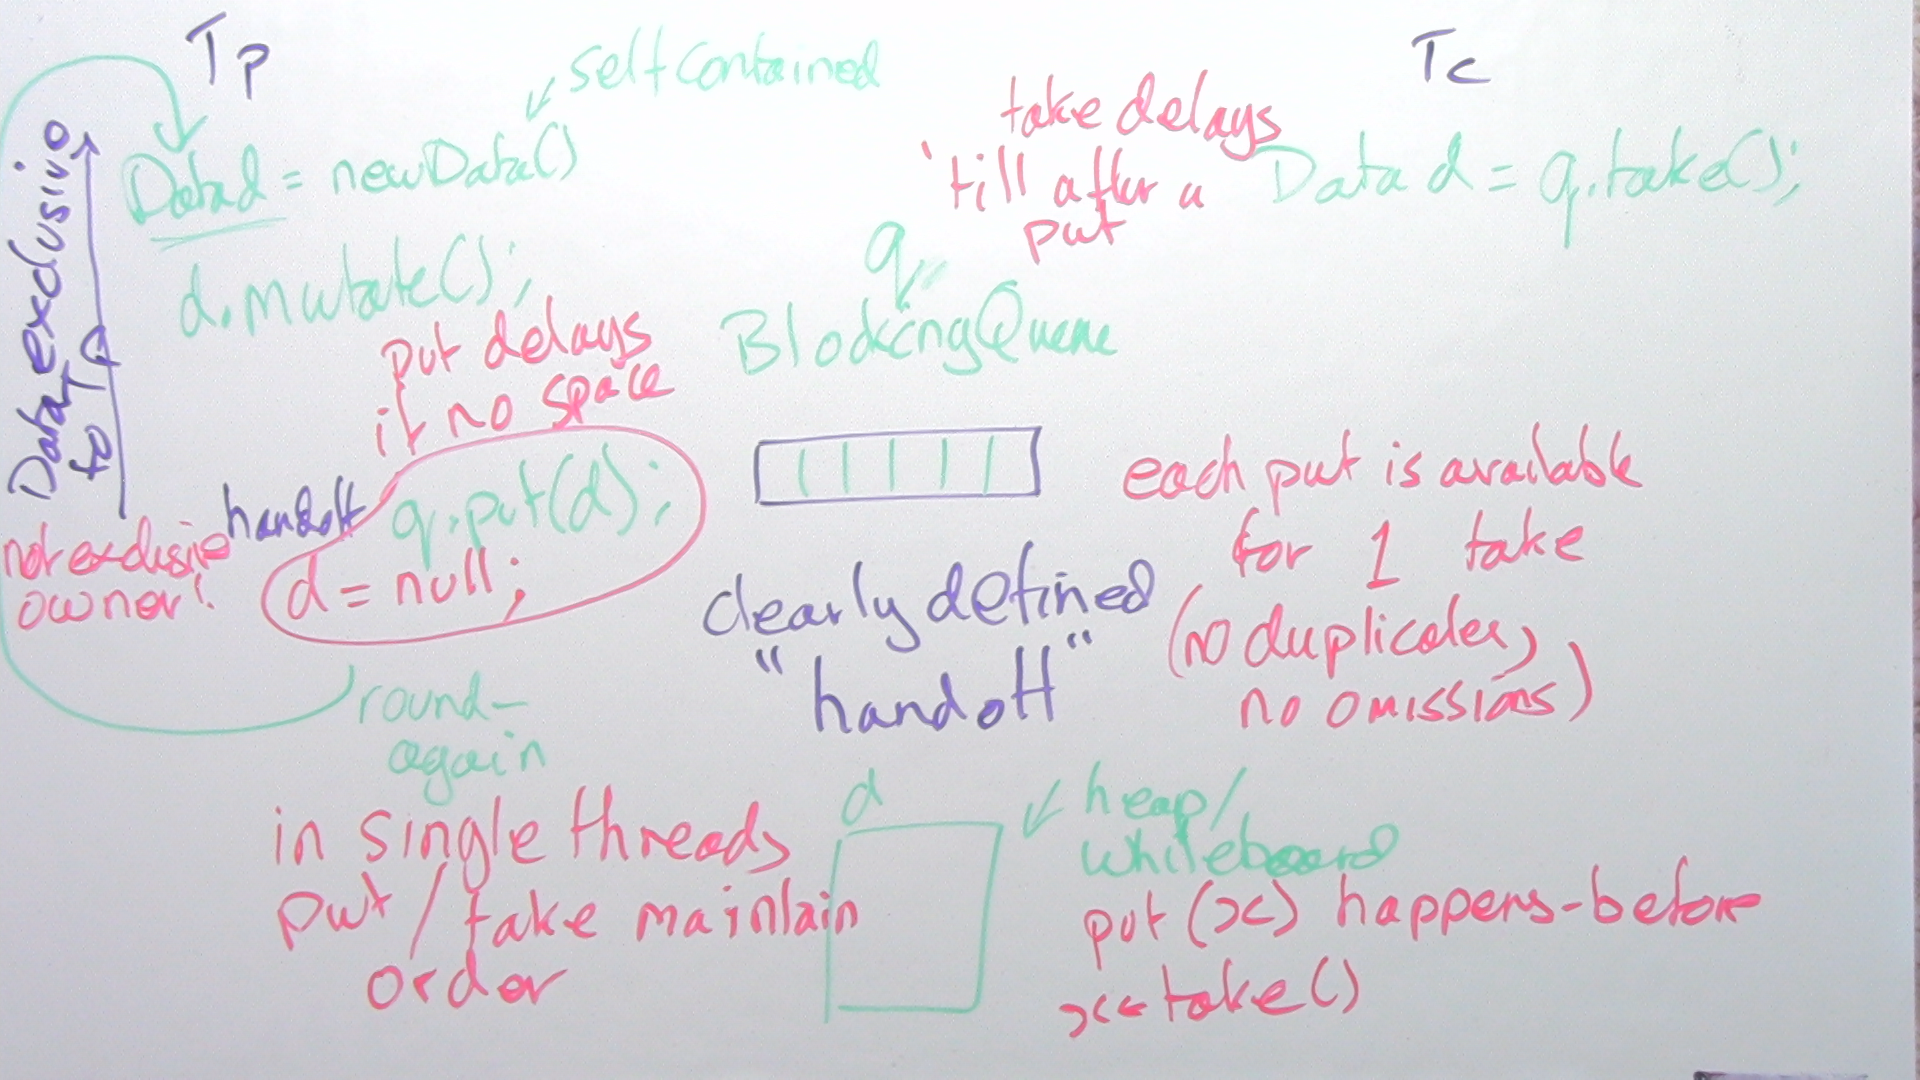 Tp
Tc
self contained
Data d = new Data()
d.mutate();
Data exclusive
to Tp
take delays
'till after a
put
Data d = q.take();
q
BlockingQueue
put delays
if no space
handoff
q.put(d);
d = null;
not exclusive
owner!
round-
again
clearly defined
"handoff"
each put is available
for 1 take
(no duplicates,
no omissions)
in single threads
put / take maintain
order
d
heap/
whiteboard
put (x) happens-before
x ← take()